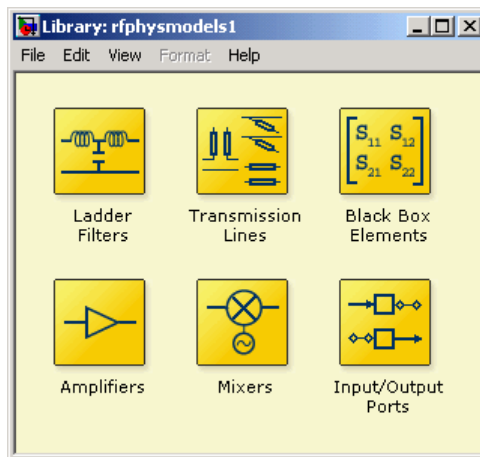 Library: rfphysmodels1
File Edit View Format Help
S11 S12
S21 S22
Ladder
Filters
Transmission
Lines
Black Box
Elements
Amplifiers
Mixers
Input/Output
Ports